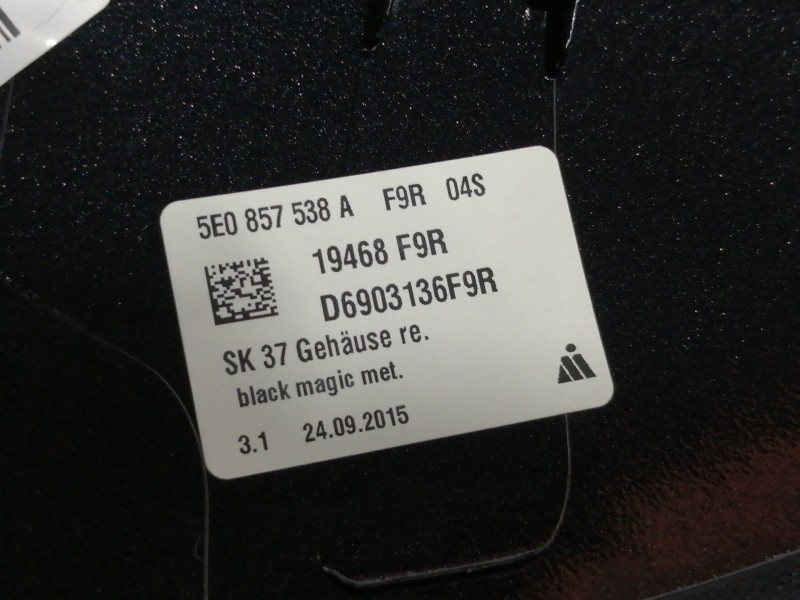 5E0 857 538 A F9R 04S
19468 F9R
D6903136F9R
SK 37 Gehäuse re.
black magic met.
3.1 24.09.2015